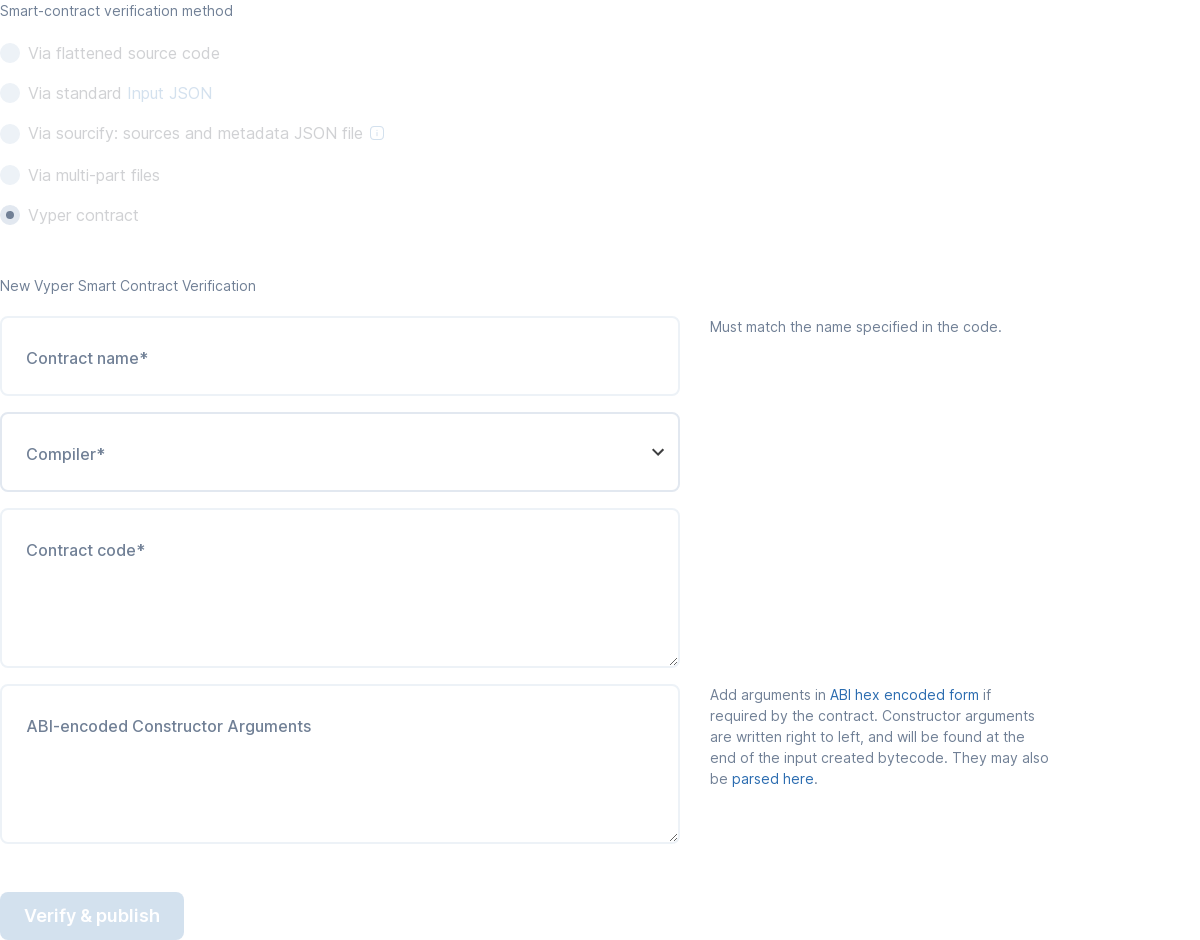 Smart-contract verification method
Via flattened source code
Via standard Input JSON
Via sourcify: sources and metadata JSON file
Via multi-part files
Vyper contract
New Vyper Smart Contract Verification
Contract name*
Must match the name specified in the code.
Compiler*
Contract code*
ABI-encoded Constructor Arguments
Add arguments in ABI hex encoded form if
required by the contract. Constructor arguments
are written right to left, and will be found at the
end of the input created bytecode. They may also
be parsed here.
Verify & publish